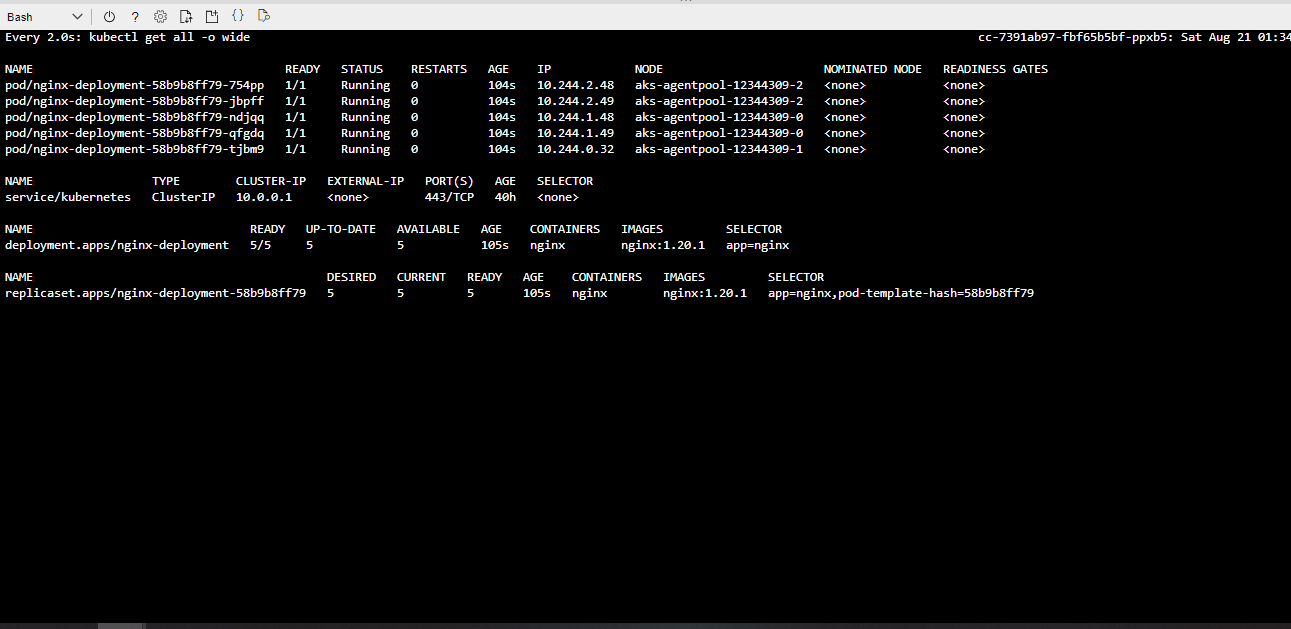 Bash ?
Every 2.0s: kubectl get all -o wide cc-7391ab97-fbf65b5bf-ppxb5: Sat Aug 21 01:34
NAME READY STATUS RESTARTS AGE IP NODE NOMINATED NODE READINESS GATES
pod/nginx-deployment-58b9b8ff79-754pp 1/1 Running 0 104s 10.244.2.48 aks-agentpool-12344309-2 <none> <none>
pod/nginx-deployment-58b9b8ff79-jbpff 1/1 Running 0 104s 10.244.2.49 aks-agentpool-12344309-2 <none> <none>
pod/nginx-deployment-58b9b8ff79-ndjqq 1/1 Running 0 104s 10.244.1.48 aks-agentpool-12344309-0 <none> <none>
pod/nginx-deployment-58b9b8ff79-qfgdq 1/1 Running 0 104s 10.244.1.49 aks-agentpool-12344309-0 <none> <none>
pod/nginx-deployment-58b9b8ff79-tjbm9 1/1 Running 0 104s 10.244.0.32 aks-agentpool-12344309-1 <none> <none>
NAME TYPE CLUSTER-IP EXTERNAL-IP PORT(S) AGE SELECTOR
service/kubernetes ClusterIP 10.0.0.1 <none> 443/TCP 40h <none>
NAME READY UP-TO-DATE AVAILABLE AGE CONTAINERS IMAGES SELECTOR
deployment.apps/nginx-deployment 5/5 5 5 105s nginx nginx:1.20.1 app=nginx
NAME DESIRED CURRENT READY AGE CONTAINERS IMAGES SELECTOR
replicaset.apps/nginx-deployment-58b9b8ff79 5 5 5 105s nginx nginx:1.20.1 app=nginx,pod-template-hash=58b9b8ff79